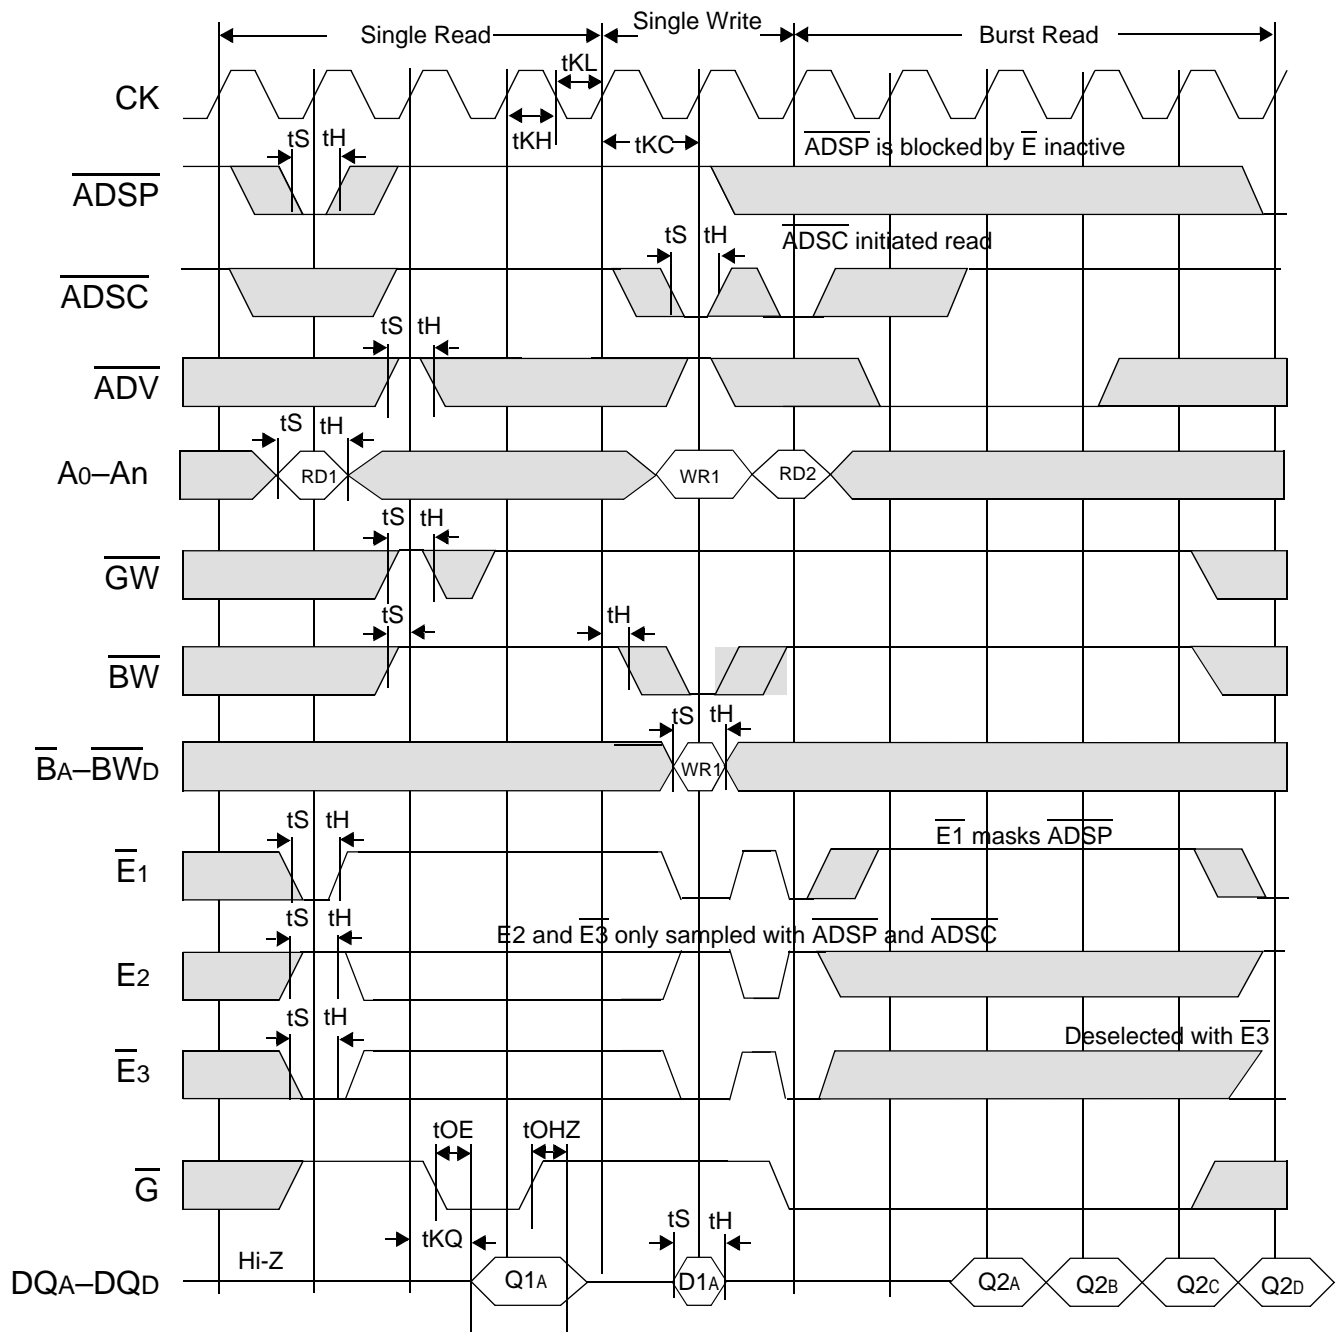 Single Read
Single Write
Burst Read
CK
tKL
tKH
tKC
tS tH
ADSP is blocked by E inactive
ADSP
tS tH
ADSC initiated read
ADSC
tS tH
ADV
tS tH
A0–An
RD1
WR1
RD2
tS tH
GW
tS
tH
BW
tS tH
BA–BWD
WR1
E1 masks ADSP
tS tH
E1
tS tH
E2 and E3 only sampled with ADSP and ADSC
E2
tS tH
Deselected with E3
E3
tOE
tOHZ
G
tKQ
tS tH
Hi-Z
DQA–DQD
Q1A
D1A
Q2A
Q2B
Q2C
Q2D